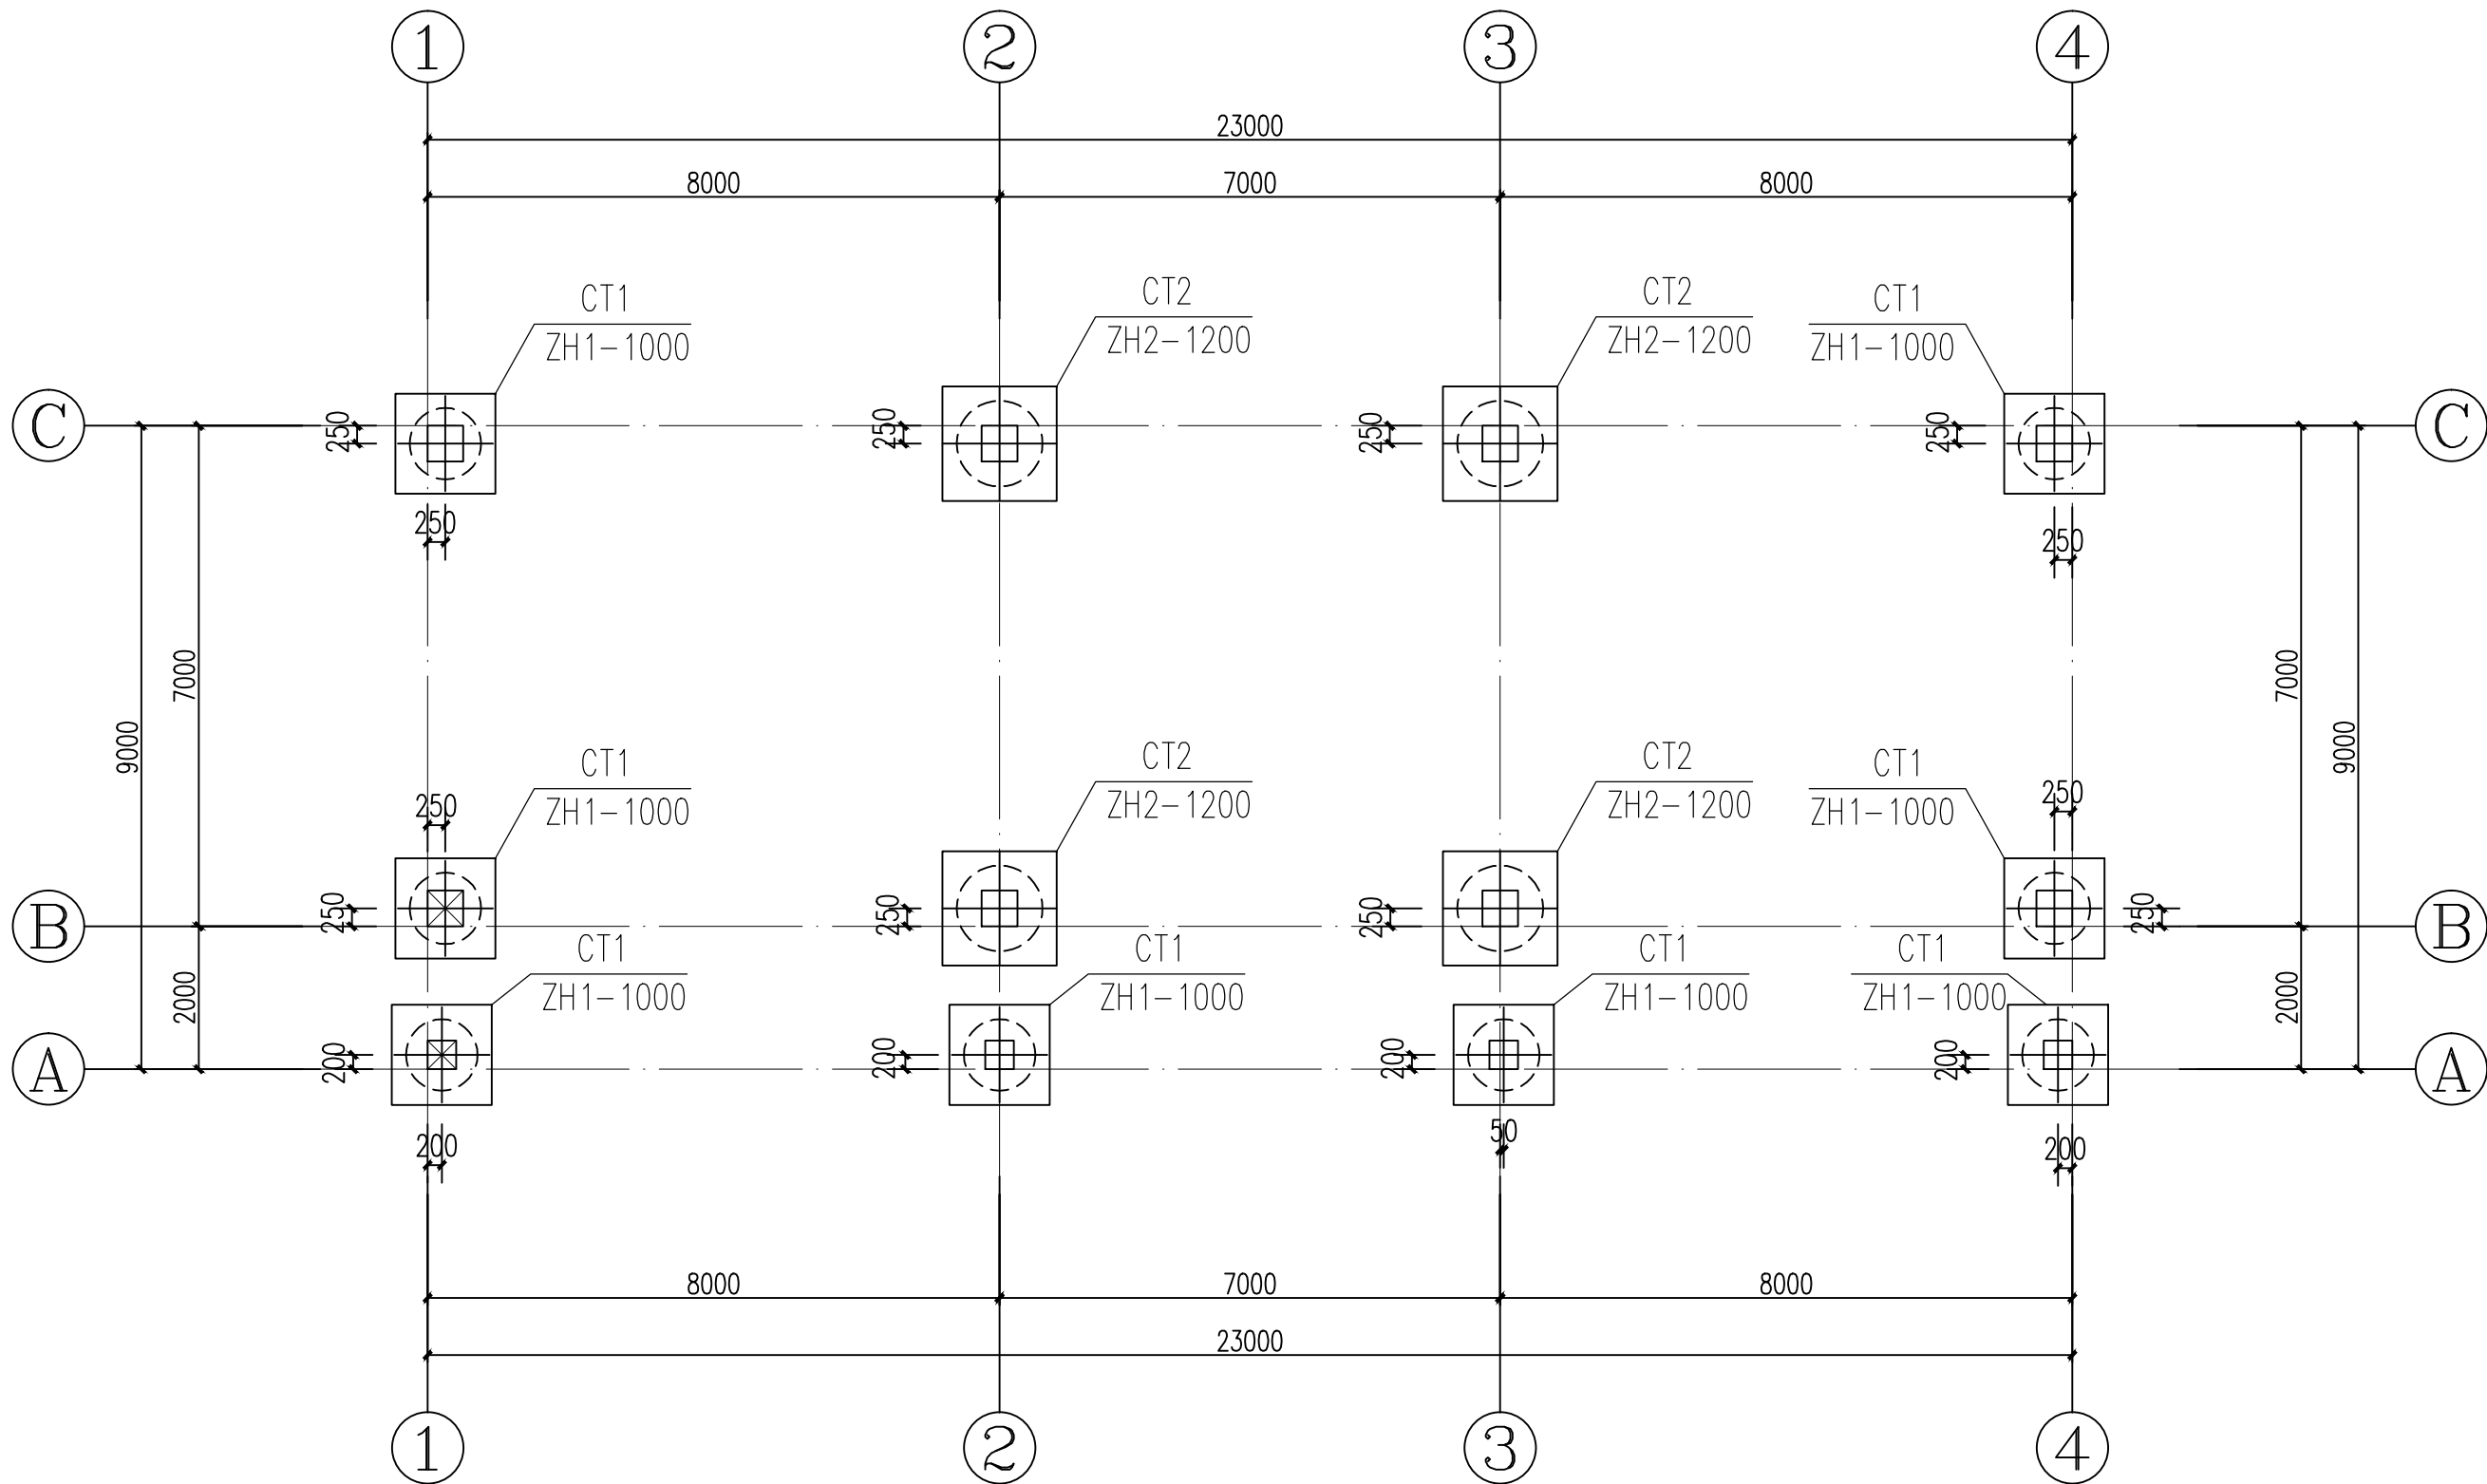 1 2 3 4
23000
8000 7000 8000
CT1 CT2 CT2 CT1
ZH1-1000 ZH2-1200 ZH2-1200 ZH1-1000
C 250 250 250 250 C
250 250
7000 7000
9000 9000
CT1 CT2 CT2 CT1
ZH1-1000 ZH2-1200 ZH2-1200 ZH1-1000
250 250
B 250 250 250 250 B
CT1 CT1 CT1 CT1
ZH1-1000 ZH1-1000 ZH1-1000 ZH1-1000
2000 2000
A 200 200 200 200 A
200 50 200
8000 7000 8000
23000
1 2 3 4